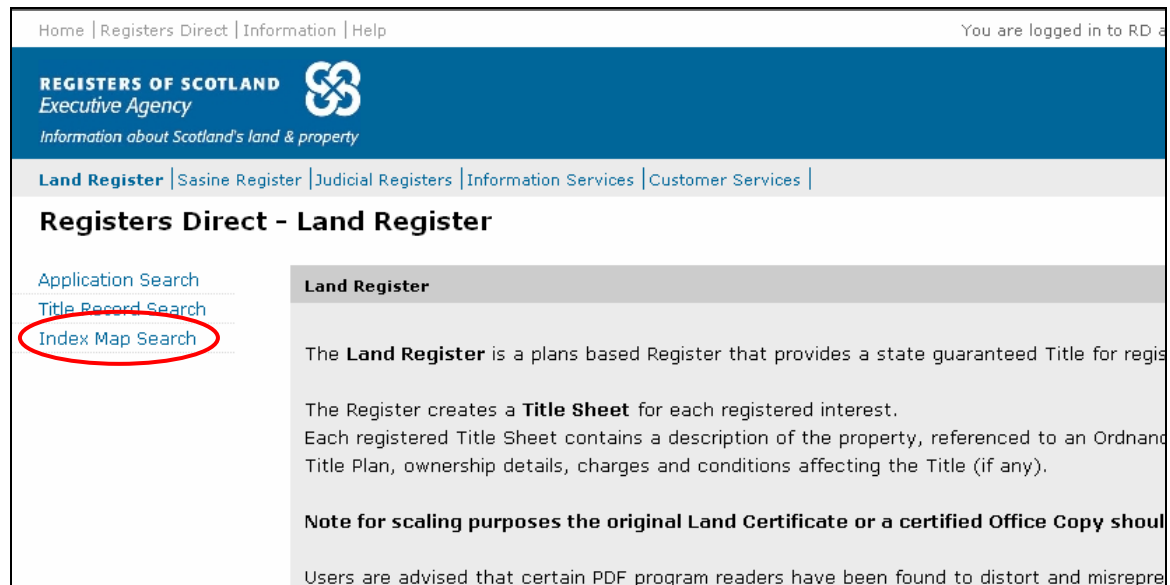 Home | Registers Direct | Information | Help You are logged in to RD a
REGISTERS OF SCOTLAND
Executive Agency
Information about Scotland's land & property
Land Register | Sasine Register | Judicial Registers | Information Services | Customer Services |
Registers Direct - Land Register
Application Search
Title Record Search
Index Map Search
Land Register
The Land Register is a plans based Register that provides a state guaranteed Title for regis
The Register creates a Title Sheet for each registered interest.
Each registered Title Sheet contains a description of the property, referenced to an Ordnanc
Title Plan, ownership details, charges and conditions affecting the Title (if any).
Note for scaling purposes the original Land Certificate or a certified Office Copy shoul
Users are advised that certain PDF program readers have been found to distort and misrepre